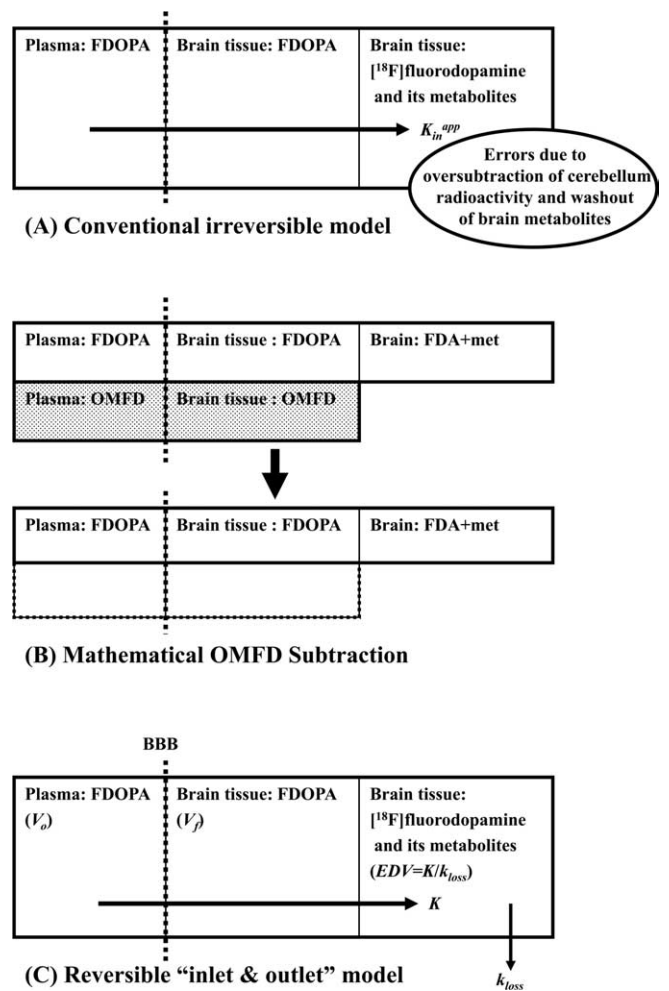 Plasma: FDOPA
Brain tissue: FDOPA
Brain tissue:
[¹⁸F]fluorodopamine
and its metabolites
Kᵢₙᵃᵖᵖ
Errors due to
oversubtraction of cerebellum
radioactivity and washout
of brain metabolites
(A) Conventional irreversible model
Plasma: FDOPA
Brain tissue : FDOPA
Brain: FDA+met
Plasma: OMFD
Brain tissue : OMFD
Plasma: FDOPA
Brain tissue : FDOPA
Brain: FDA+met
(B) Mathematical OMFD Subtraction
BBB
Plasma: FDOPA
(Vₒ)
Brain tissue: FDOPA
(V_f)
Brain tissue:
[¹⁸F]fluorodopamine
and its metabolites
(EDV=K/k_loss)
K
(C) Reversible “inlet & outlet” model
k_loss